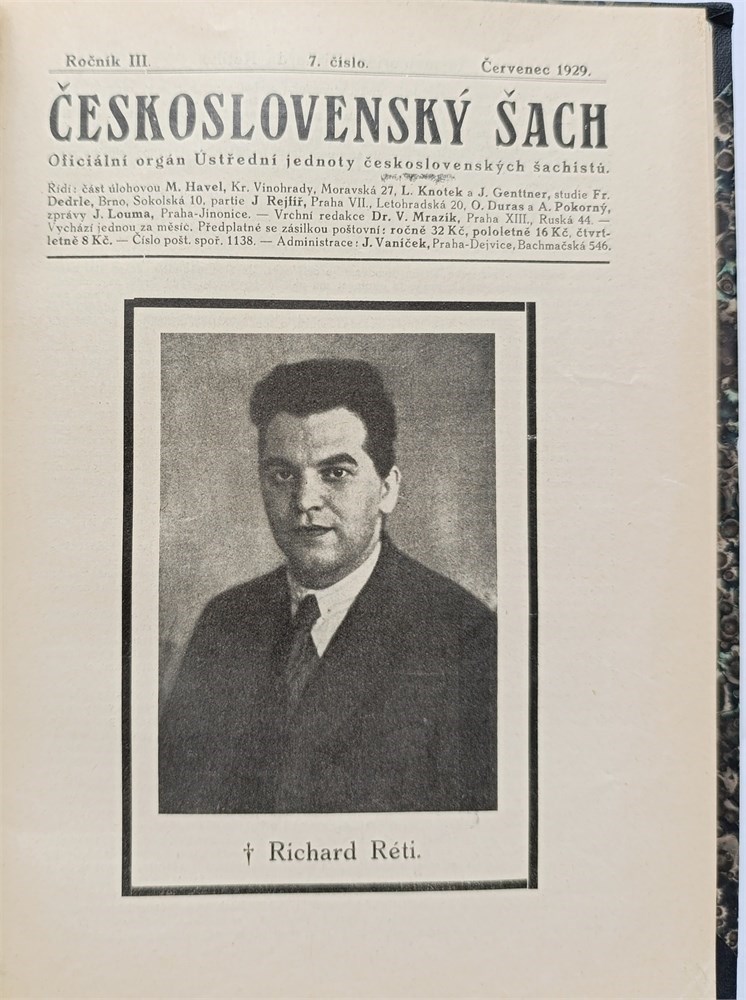 Ročník III.
7. číslo.
Červenec 1929.
ČESKOSLOVENSKÝ ŠACH
Oficiální orgán Ústřední jednoty československých šachistů.
Řídí: část úlohovou M. Havel, Kr. Vinohrady, Moravská 27, L. Knotek a J. Genttner, studie Fr.
Dedrle, Brno, Sokolská 10, partie J Rejfíř, Praha VII., Letohradská 20, O. Duras a A. Pokorný,
zprávy J. Louma, Praha-Jinonice. — Vrchní redakce Dr. V. Mrazík, Praha XIII., Ruská 44. —
Vychází jednou za měsíc. Předplatné se zásilkou poštovní: ročně 32 Kč, pololetně 16 Kč, čtvrt-
letně 8 Kč. — Číslo pošt. spoř. 1138. — Administrace: J. Vaníček, Praha-Dejvice, Bachmačská 546.
† Richard Réti.